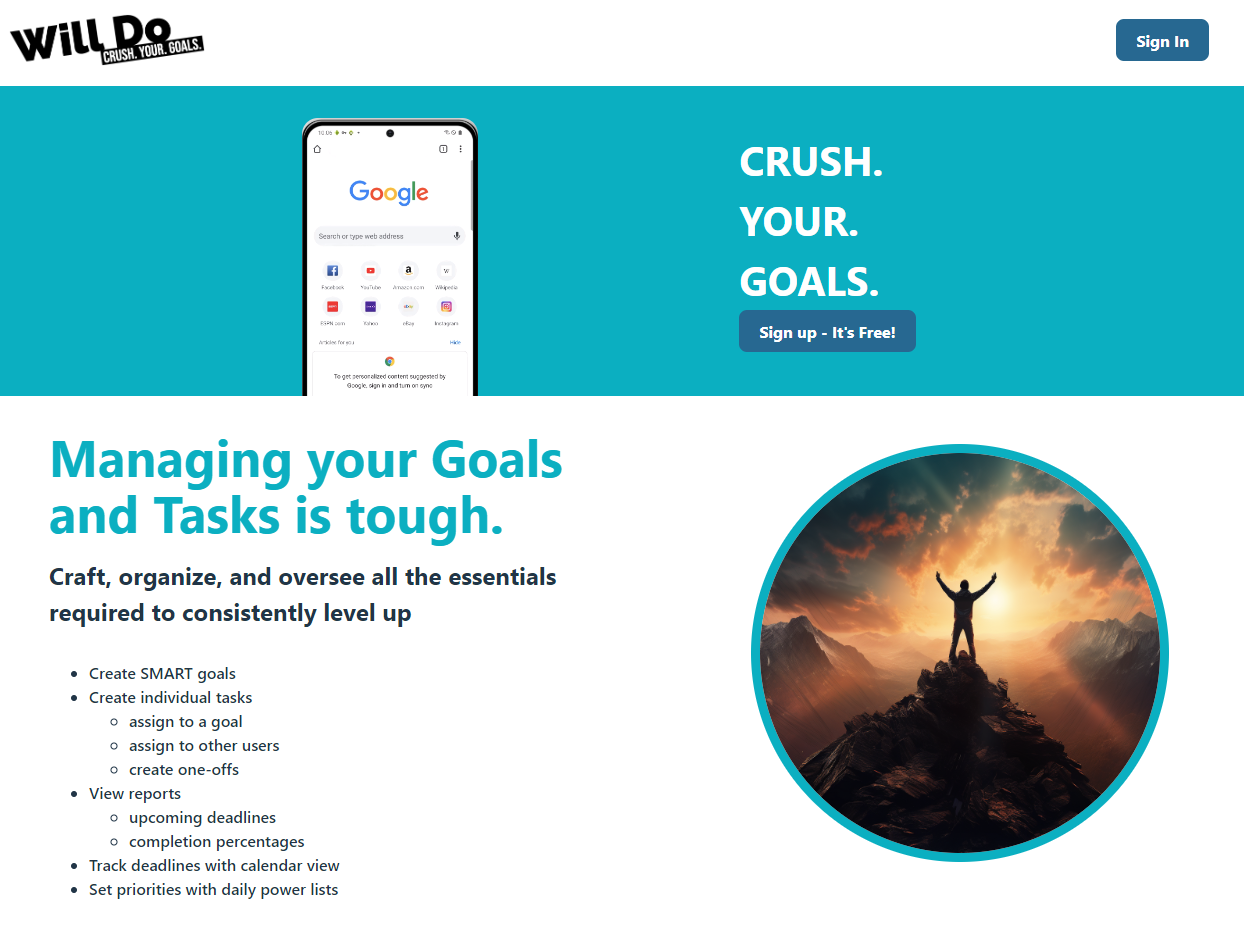 Will Do
CRUSH. YOUR. GOALS.
Sign In
10:06
Google
Search or type web address
Facebook YouTube Amazon.com Wikipedia
ESPN.com Yahoo eBay Instagram
Articles for you Hide
To get personalized content suggested by
Google, sign in and turn on sync
CRUSH.
YOUR.
GOALS.
Sign up - It's Free!
Managing your Goals
and Tasks is tough.
Craft, organize, and oversee all the essentials
required to consistently level up
Create SMART goals
Create individual tasks
assign to a goal
assign to other users
create one-offs
View reports
upcoming deadlines
completion percentages
Track deadlines with calendar view
Set priorities with daily power lists